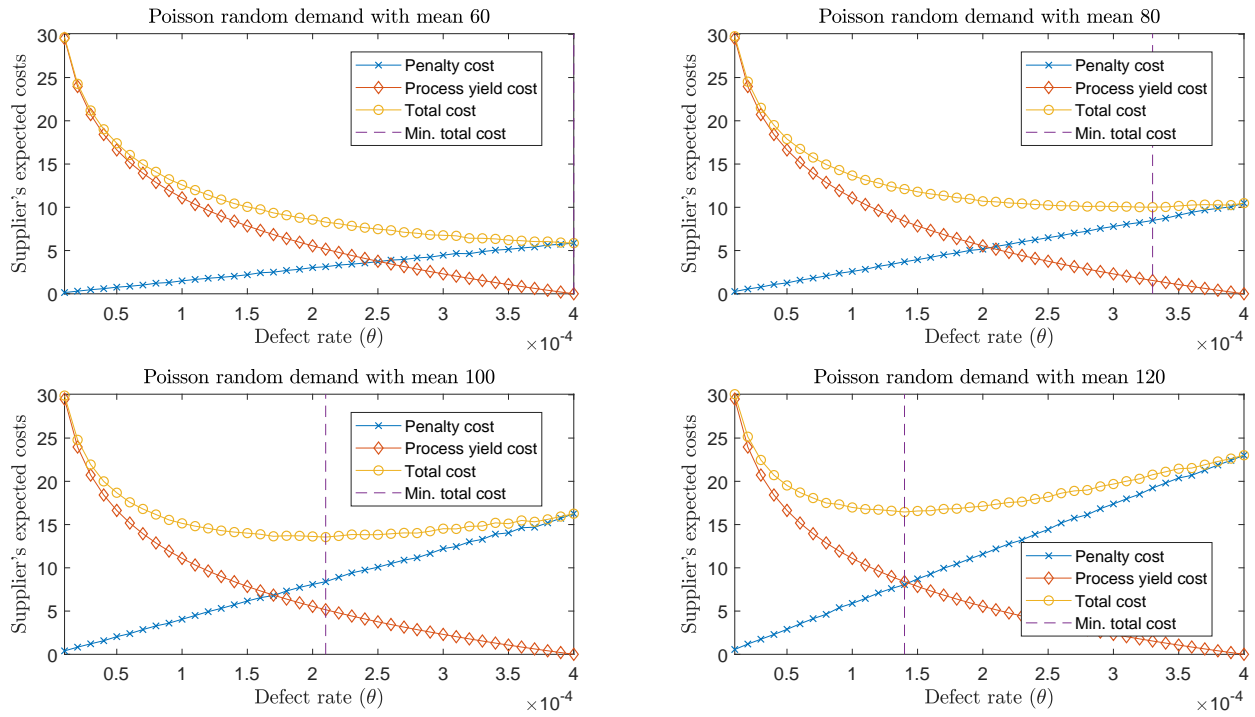 Poisson random demand with mean 60
Supplier's expected costs
30
25
20
15
10
5
0
Penalty cost
Process yield cost
Total cost
Min. total cost
0.5 1 1.5 2 2.5 3 3.5 4
Defect rate (θ)
×10-4
Poisson random demand with mean 80
Supplier's expected costs
30
25
20
15
10
5
0
Penalty cost
Process yield cost
Total cost
Min. total cost
0.5 1 1.5 2 2.5 3 3.5 4
Defect rate (θ)
×10-4
Poisson random demand with mean 100
Supplier's expected costs
30
25
20
15
10
5
0
Penalty cost
Process yield cost
Total cost
Min. total cost
0.5 1 1.5 2 2.5 3 3.5 4
Defect rate (θ)
×10-4
Poisson random demand with mean 120
Supplier's expected costs
30
25
20
15
10
5
0
Penalty cost
Process yield cost
Total cost
Min. total cost
0.5 1 1.5 2 2.5 3 3.5 4
Defect rate (θ)
×10-4